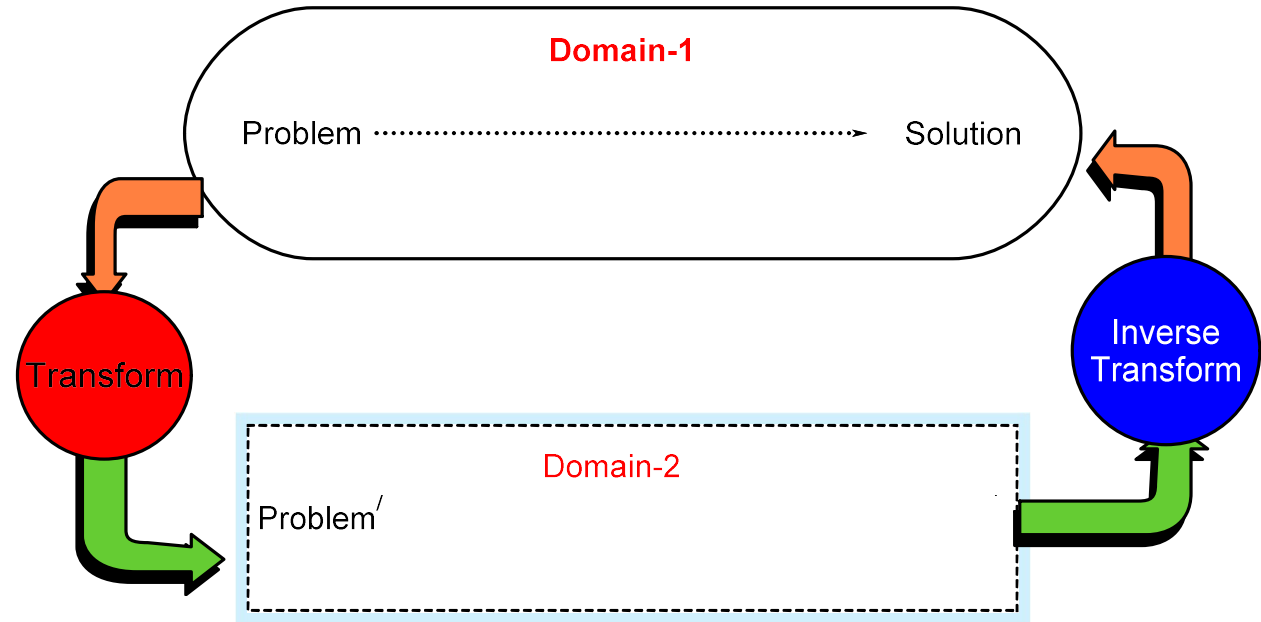 Domain-1
Problem
Solution
Transform
Inverse
Transform
Domain-2
Problem/